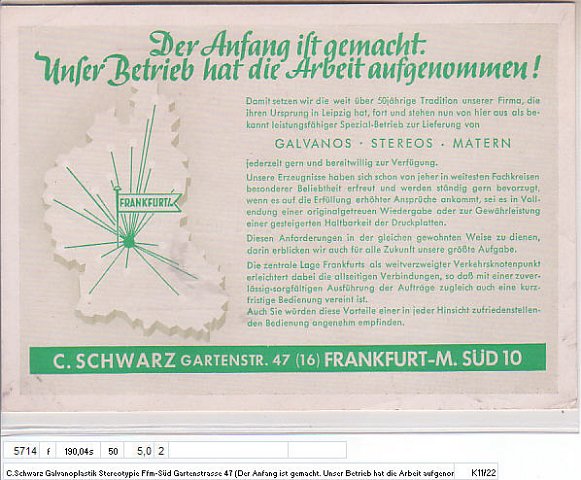 Der Anfang ist gemacht.
Unser Betrieb hat die Arbeit aufgenommen!
Damit setzen wir die weit über 50jährige Tradition unserer Firma, die
ihren Ursprung in Leipzig hat, fort und stehen nun von hier aus als be-
kannt leistungsfähiger Spezial-Betrieb zur Lieferung von
GALVANOS · STEREOS · MATERN
jederzeit gern und bereitwillig zur Verfügung.
Unsere Erzeugnisse haben sich schon von jeher in weitesten Fachkreisen
besonderer Beliebtheit erfreut und werden ständig gern bevorzugt,
wenn es auf die Erfüllung erhöhter Ansprüche ankommt, sei es in Voll-
endung einer originalgetreuen Wiedergabe oder zur Gewährleistung
einer gesteigerten Haltbarkeit der Druckplatten.
Diesen Anforderungen in der gleichen gewohnten Weise zu dienen,
darin erblicken wir auch für alle Zukunft unsere größte Aufgabe.
Die zentrale Lage Frankfurts als weitverzweigter Verkehrsknotenpunkt
erleichtert dabei die allseitigen Verbindungen, so daß mit einer zuver-
lässig-sorgfältigen Ausführung der Aufträge zugleich auch eine kurz-
fristige Bedienung vereint ist.
Auch Sie würden diese Vorteile einer in jeder Hinsicht zufriedenstellen-
den Bedienung angenehm empfinden.
FRANKFURT/M.
C. SCHWARZ GARTENSTR. 47 (16) FRANKFURT-M. SÜD 10
5714 f 190,04s 50 5,0 2
C.Schwarz Galvanoplastik Stereotypie Ffm-Süd Gartenstrasse 47 (Der Anfang ist gemacht. Unser Betrieb hat die Arbeit aufgenor K11/22